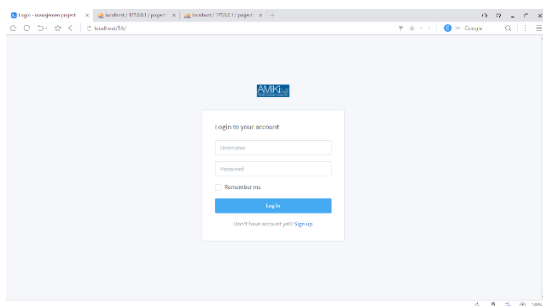 Login - manajemen project
localhost / 127.0.0.1 / project
localhost / 127.0.0.1 / project
localhost/TA/
Google
AMKI
Login to your account
Username
Password
Remember me
Log In
Don't have account yet? Sign up